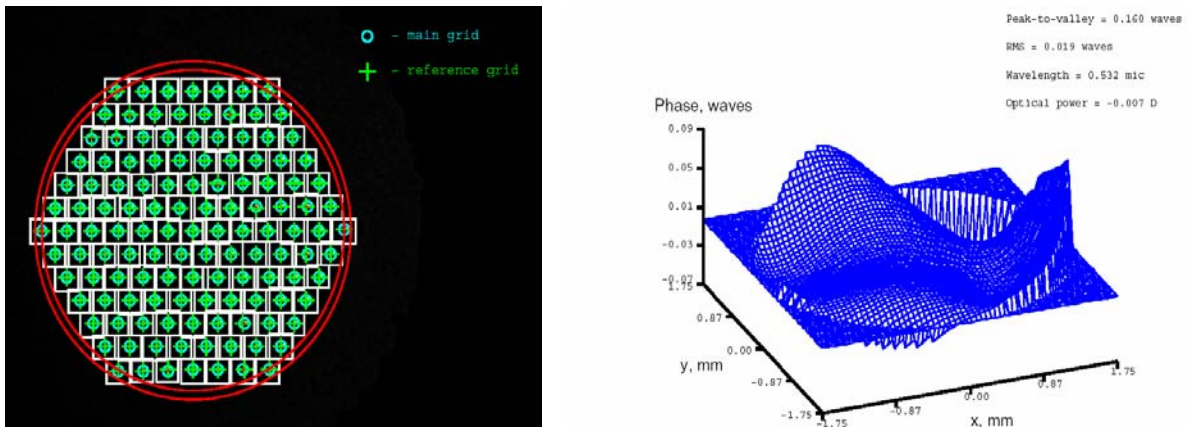 - main grid
- reference grid
Peak-to-valley = 0.160 waves
RMS = 0.019 waves
Wavelength = 0.532 mic
Optical power = -0.007 D
Phase, waves
0.09
0.05
0.01
-0.03
-0.07
1.75
0.87
0.00
-0.87
-1.75
y, mm
-1.75
-0.87
0.00
0.87
1.75
x, mm